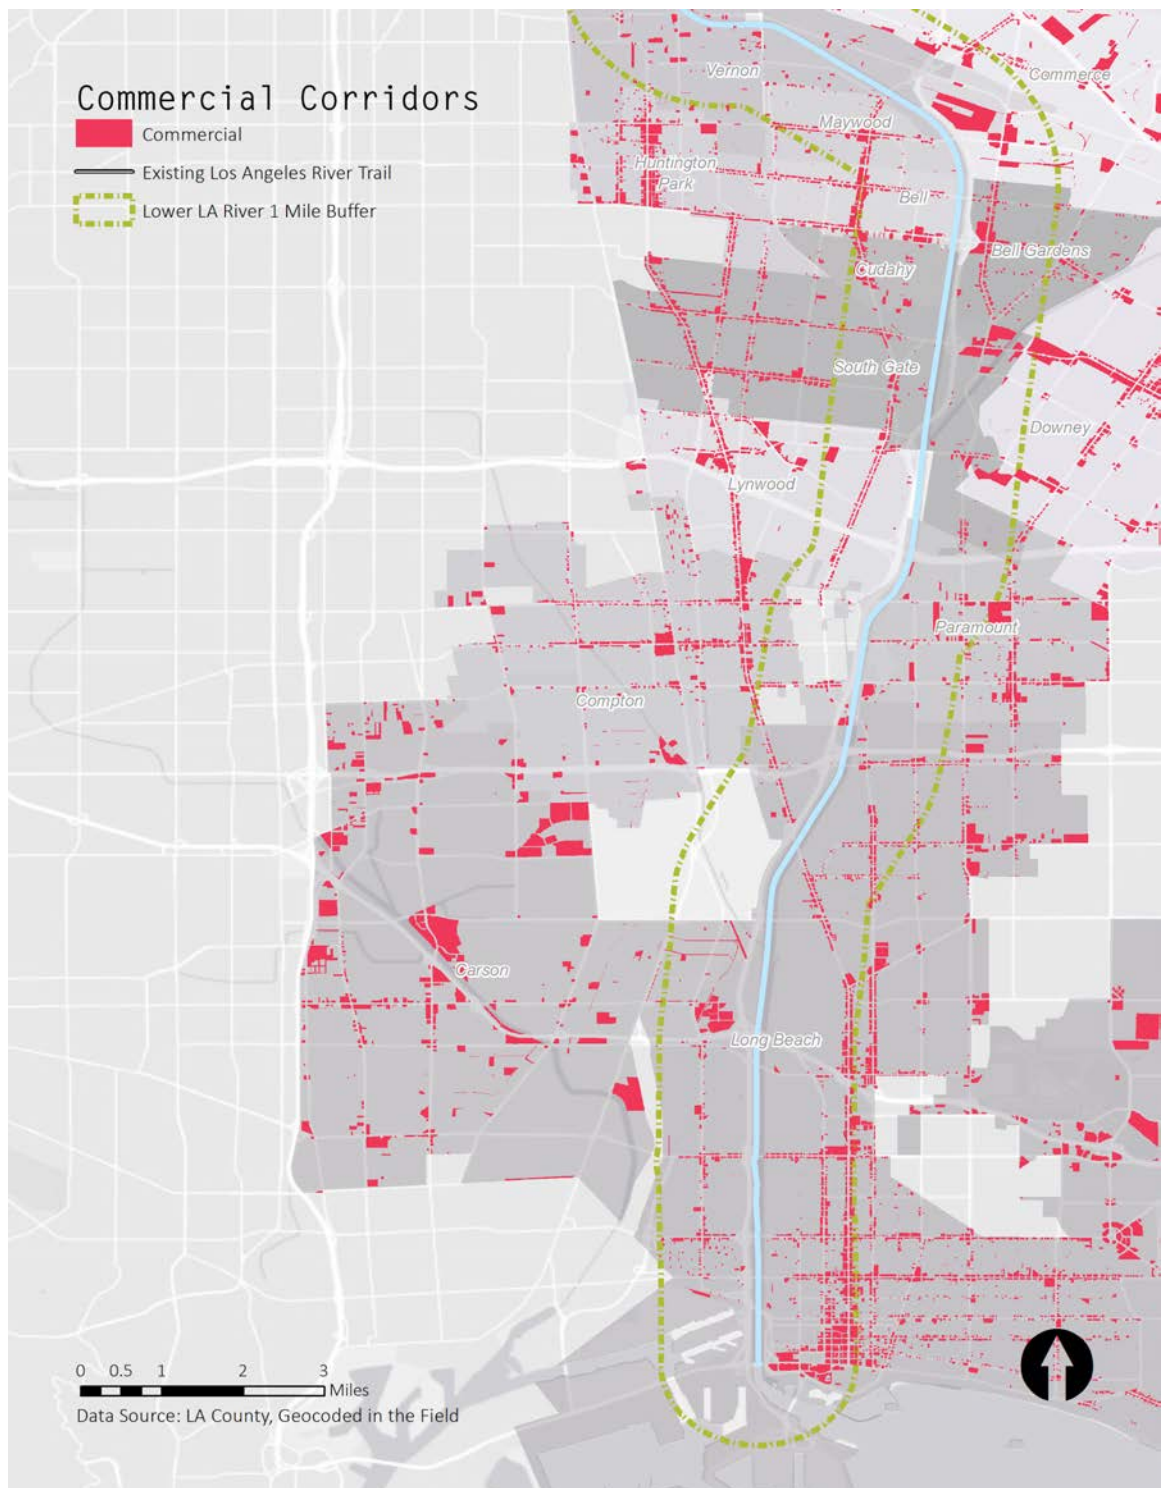 Commercial Corridors
Commercial
Existing Los Angeles River Trail
Lower LA River 1 Mile Buffer
Vernon
Commerce
Maywood
Huntington
Park
Bell
Bell Gardens
Cudahy
South Gate
Downey
Lynwood
Paramount
Compton
Carson
Long Beach
0 0.5 1 2 3
Miles
Data Source: LA County, Geocoded in the Field